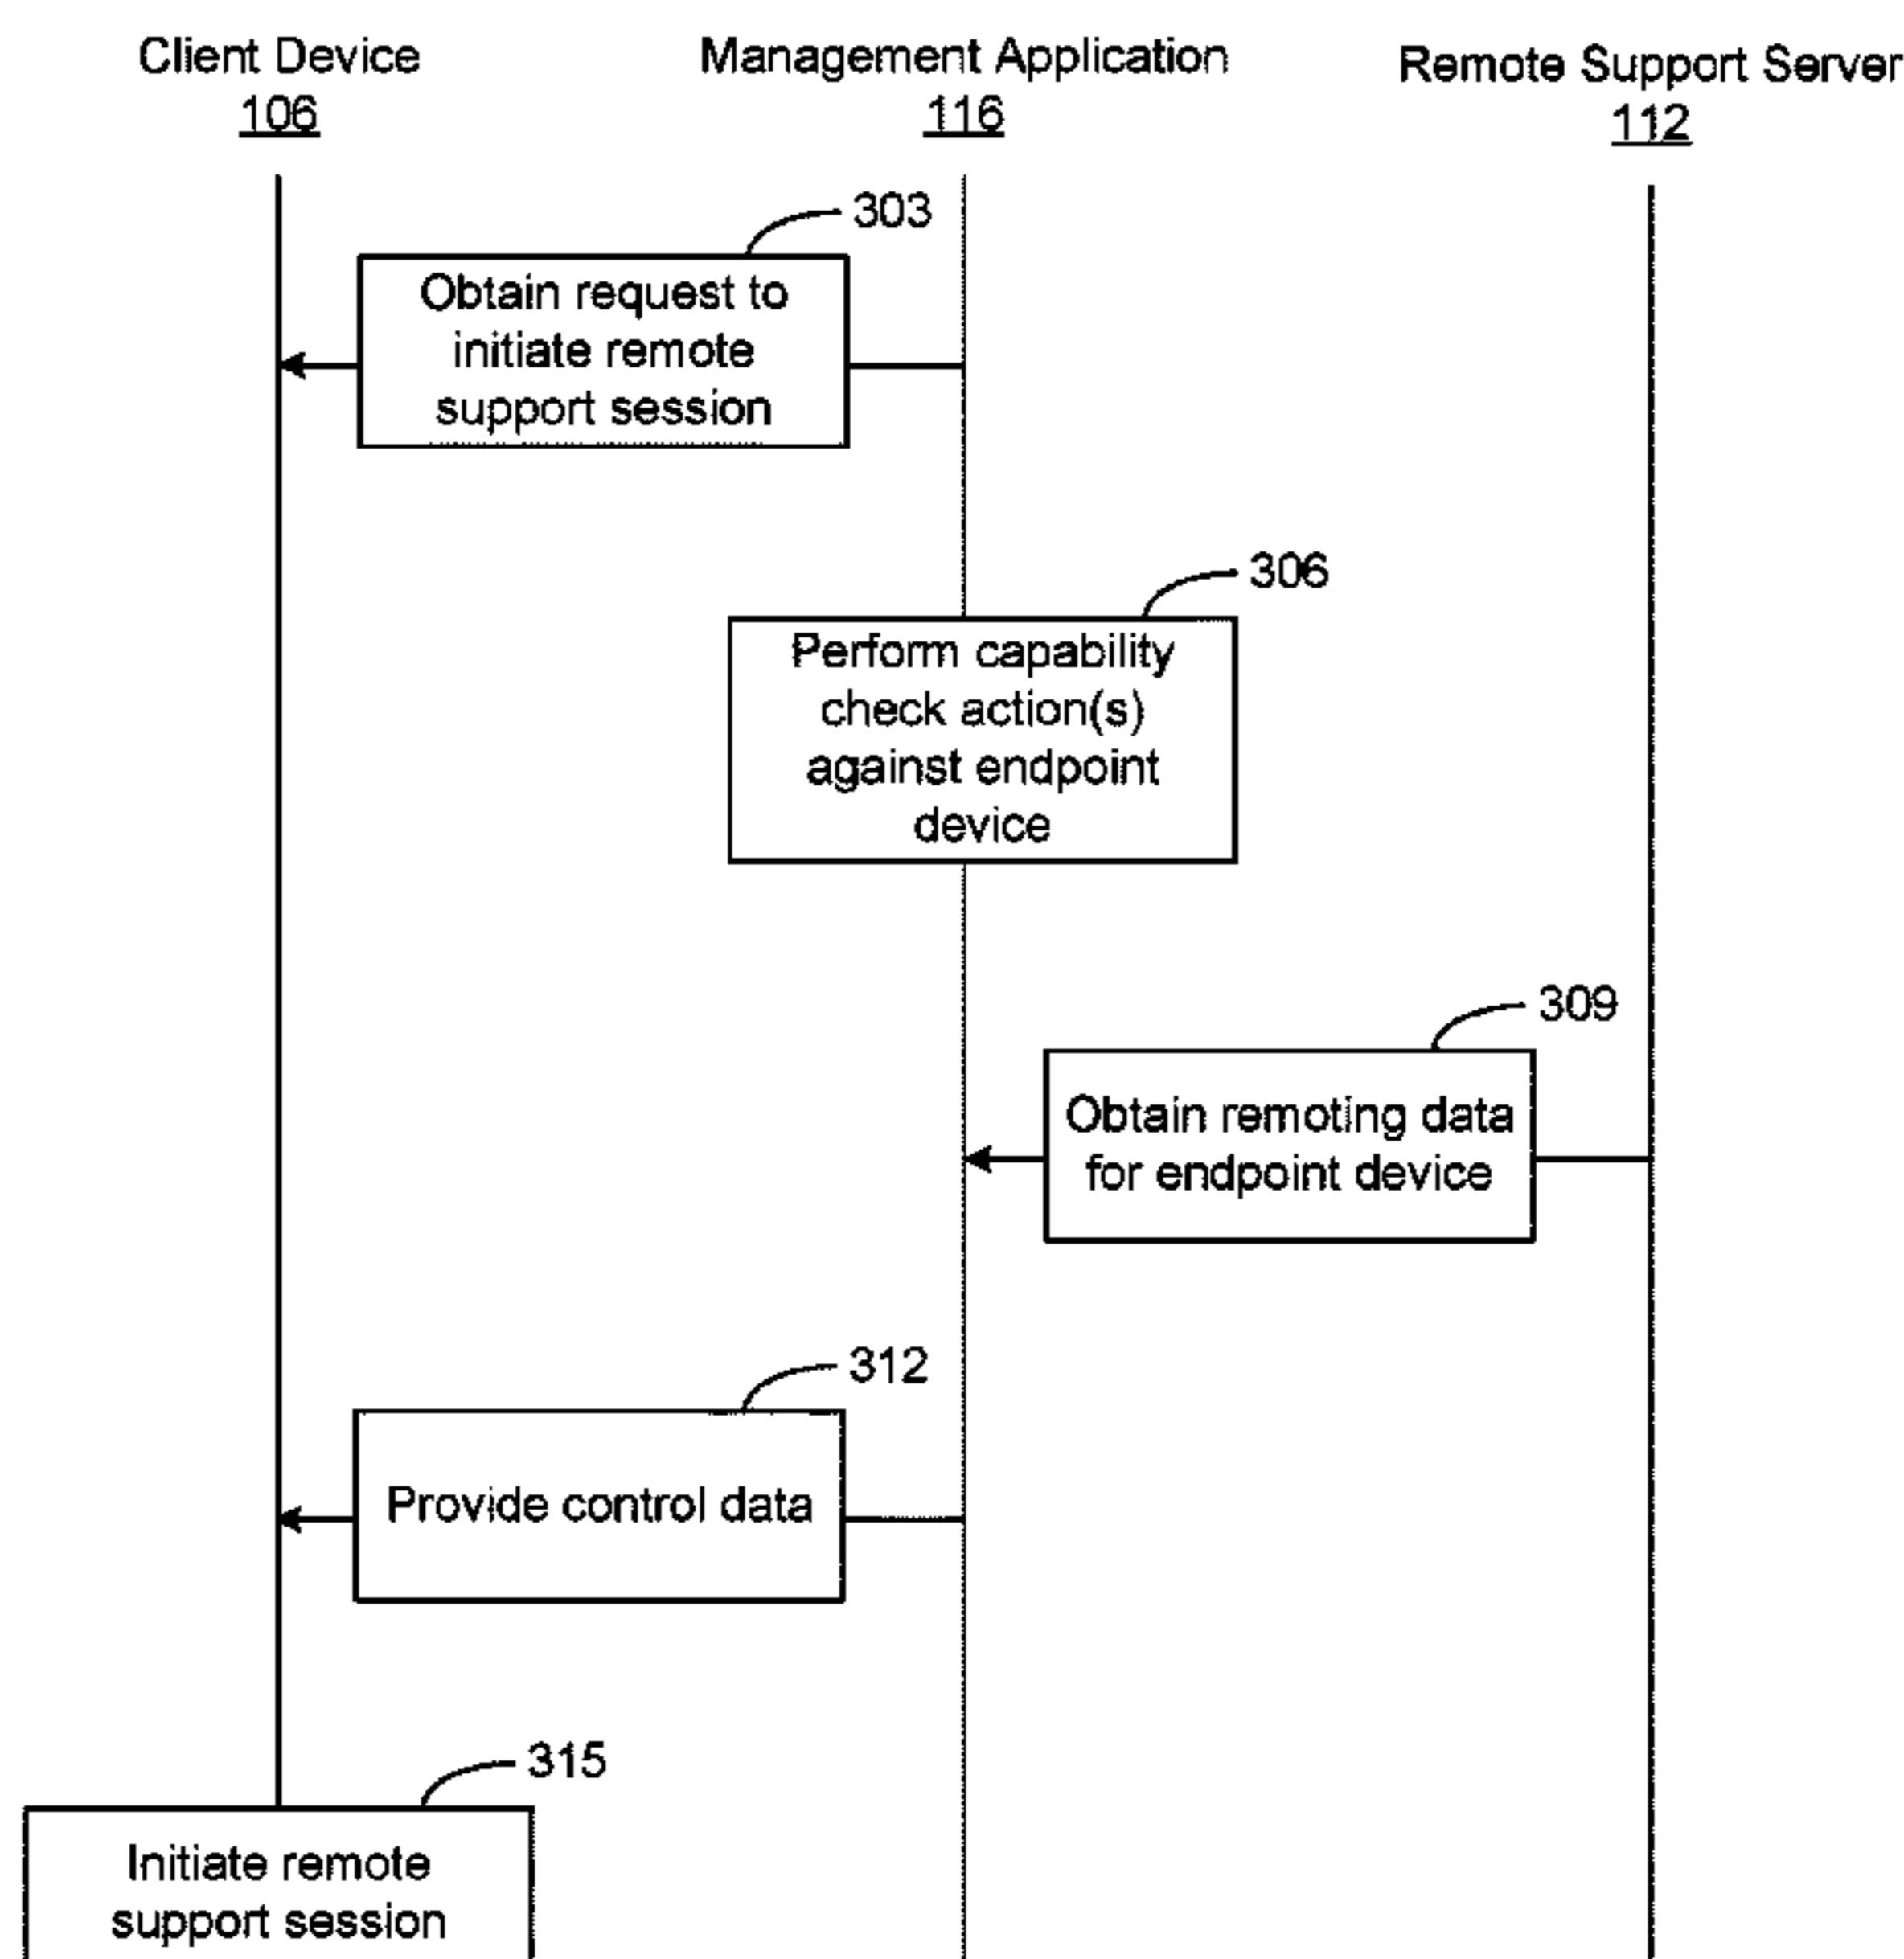 Client Device
106
Management Application
116
Remote Support Server
112
303
Obtain request to
initiate remote
support session
306
Perform capability
check action(s)
against endpoint
device
309
Obtain remoting data
for endpoint device
312
Provide control data
315
Initiate remote
support session